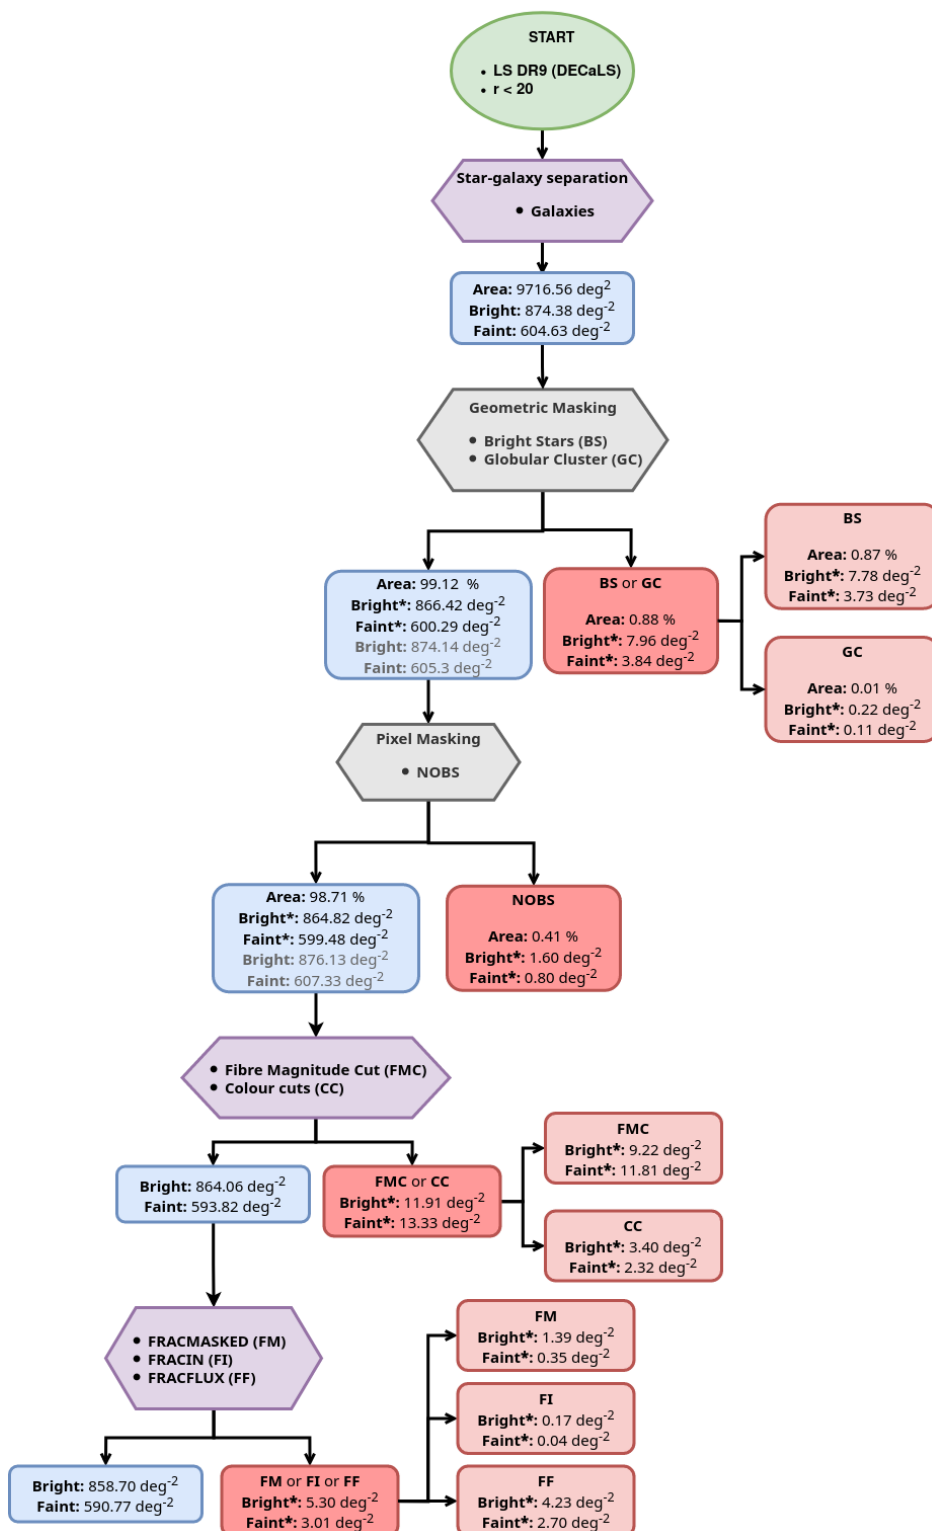 START
• LS DR9 (DECaLS)
• r < 20
Star-galaxy separation
• Galaxies
Area: 9716.56 deg²
Bright: 874.38 deg⁻²
Faint: 604.63 deg⁻²
Geometric Masking
• Bright Stars (BS)
• Globular Cluster (GC)
Area: 99.12 %
Bright*: 866.42 deg⁻²
Faint*: 600.29 deg⁻²
Bright: 874.14 deg⁻²
Faint: 605.3 deg⁻²
BS or GC
Area: 0.88 %
Bright*: 7.96 deg⁻²
Faint*: 3.84 deg⁻²
BS
Area: 0.87 %
Bright*: 7.78 deg⁻²
Faint*: 3.73 deg⁻²
GC
Area: 0.01 %
Bright*: 0.22 deg⁻²
Faint*: 0.11 deg⁻²
Pixel Masking
• NOBS
Area: 98.71 %
Bright*: 864.82 deg⁻²
Faint*: 599.48 deg⁻²
Bright: 876.13 deg⁻²
Faint: 607.33 deg⁻²
NOBS
Area: 0.41 %
Bright*: 1.60 deg⁻²
Faint*: 0.80 deg⁻²
• Fibre Magnitude Cut (FMC)
• Colour cuts (CC)
Bright: 864.06 deg⁻²
Faint: 593.82 deg⁻²
FMC or CC
Bright*: 11.91 deg⁻²
Faint*: 13.33 deg⁻²
FMC
Bright*: 9.22 deg⁻²
Faint*: 11.81 deg⁻²
CC
Bright*: 3.40 deg⁻²
Faint*: 2.32 deg⁻²
• FRACMASKED (FM)
• FRACIN (FI)
• FRACFLUX (FF)
Bright: 858.70 deg⁻²
Faint: 590.77 deg⁻²
FM or FI or FF
Bright*: 5.30 deg⁻²
Faint*: 3.01 deg⁻²
FM
Bright*: 1.39 deg⁻²
Faint*: 0.35 deg⁻²
FI
Bright*: 0.17 deg⁻²
Faint*: 0.04 deg⁻²
FF
Bright*: 4.23 deg⁻²
Faint*: 2.70 deg⁻²